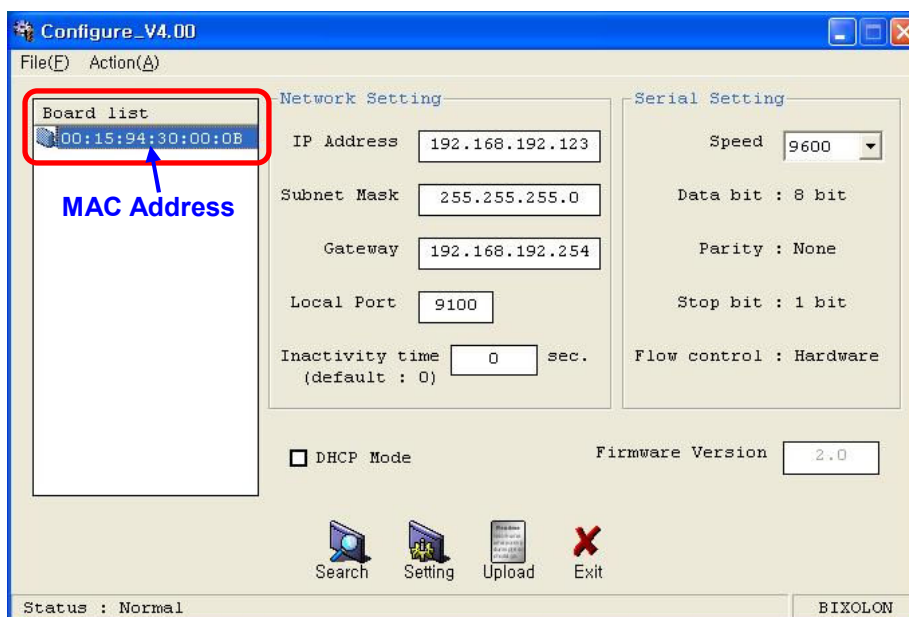 Configure_V4.00
File(F) Action(A)
Board list
00:15:94:30:00:0B
MAC Address
Network Setting
IP Address 192.168.192.123
Subnet Mask 255.255.255.0
Gateway 192.168.192.254
Local Port 9100
Inactivity time 0 sec.
(default : 0)
Serial Setting
Speed 9600
Data bit : 8 bit
Parity : None
Stop bit : 1 bit
Flow control : Hardware
DHCP Mode
Firmware Version 2.0
Search Setting Upload Exit
Status : Normal BIXOLON